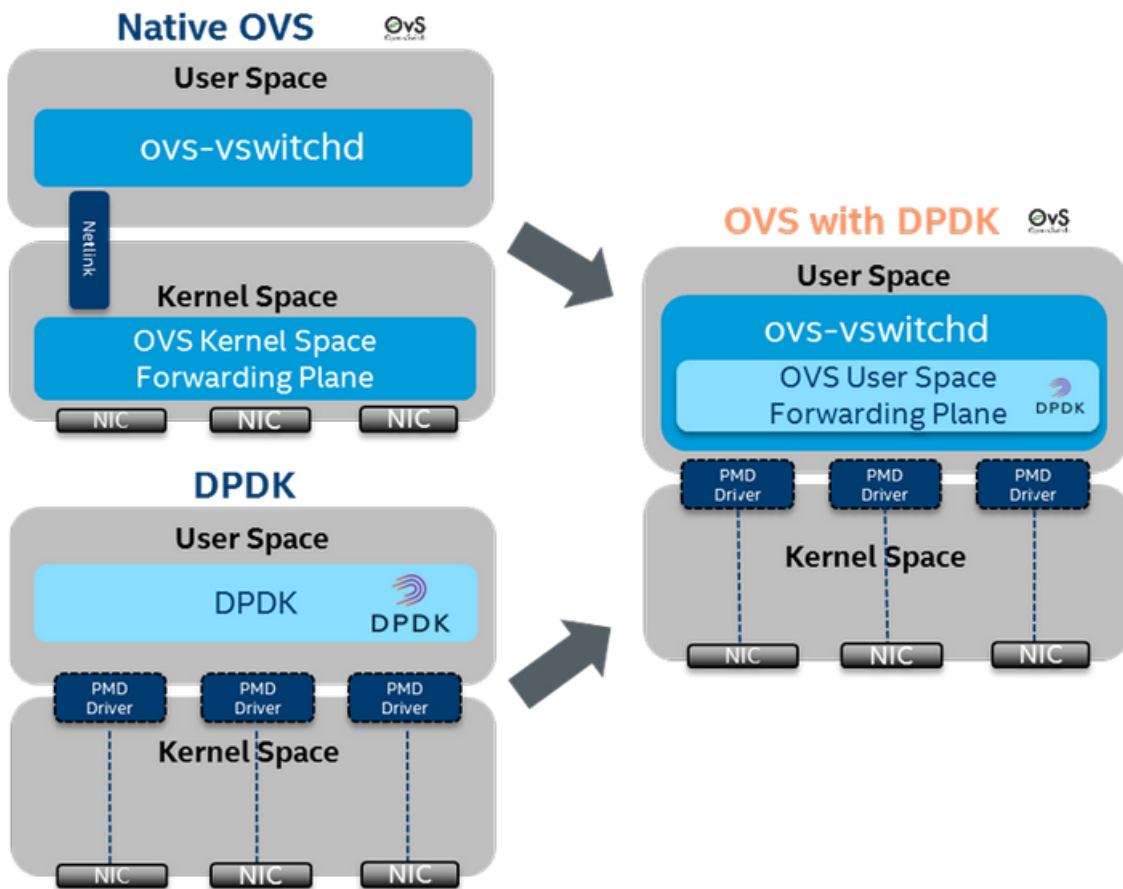 Native OVS
OvS
User Space
ovs-vswitchd
Netlink
Kernel Space
OVS Kernel Space
Forwarding Plane
NIC
NIC
NIC
DPDK
User Space
DPDK
DPDK
PMD
Driver
PMD
Driver
PMD
Driver
Kernel Space
NIC
NIC
NIC
OVS with DPDK
OvS
User Space
ovs-vswitchd
OVS User Space
Forwarding Plane
DPDK
PMD
Driver
PMD
Driver
PMD
Driver
Kernel Space
NIC
NIC
NIC